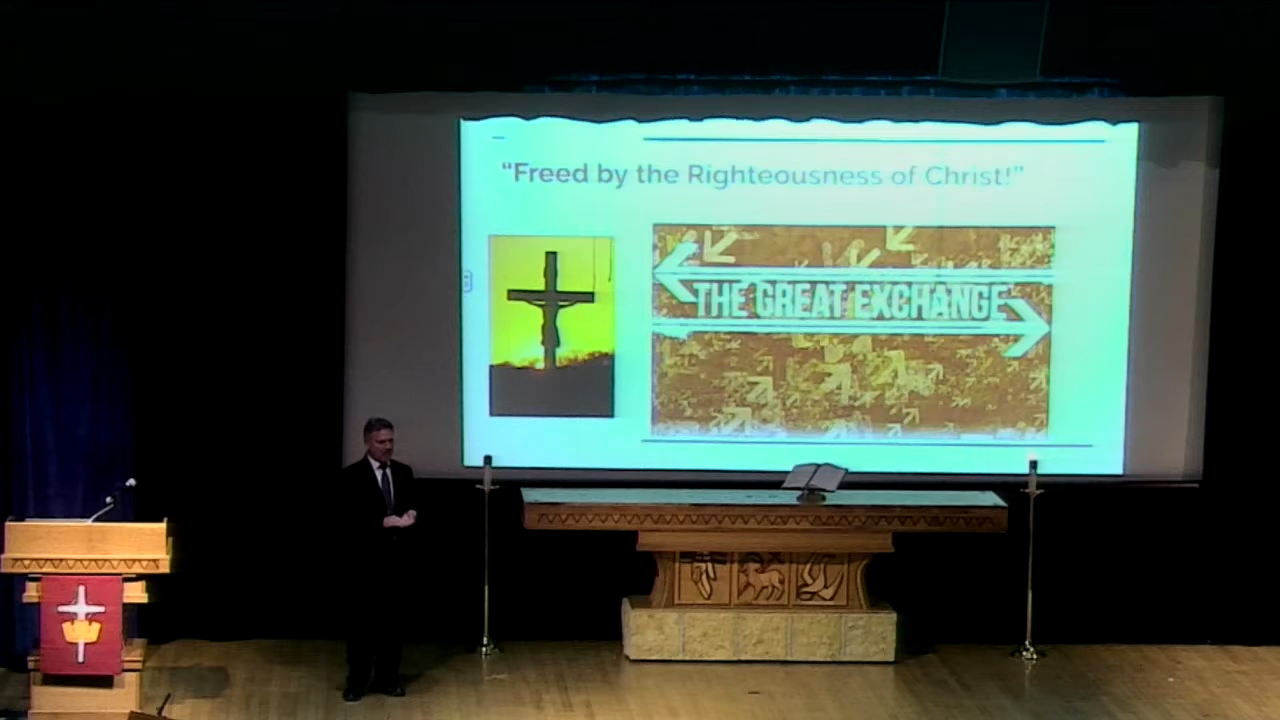 “Freed by the Righteousness of Christ!”
THE GREAT EXCHANGE